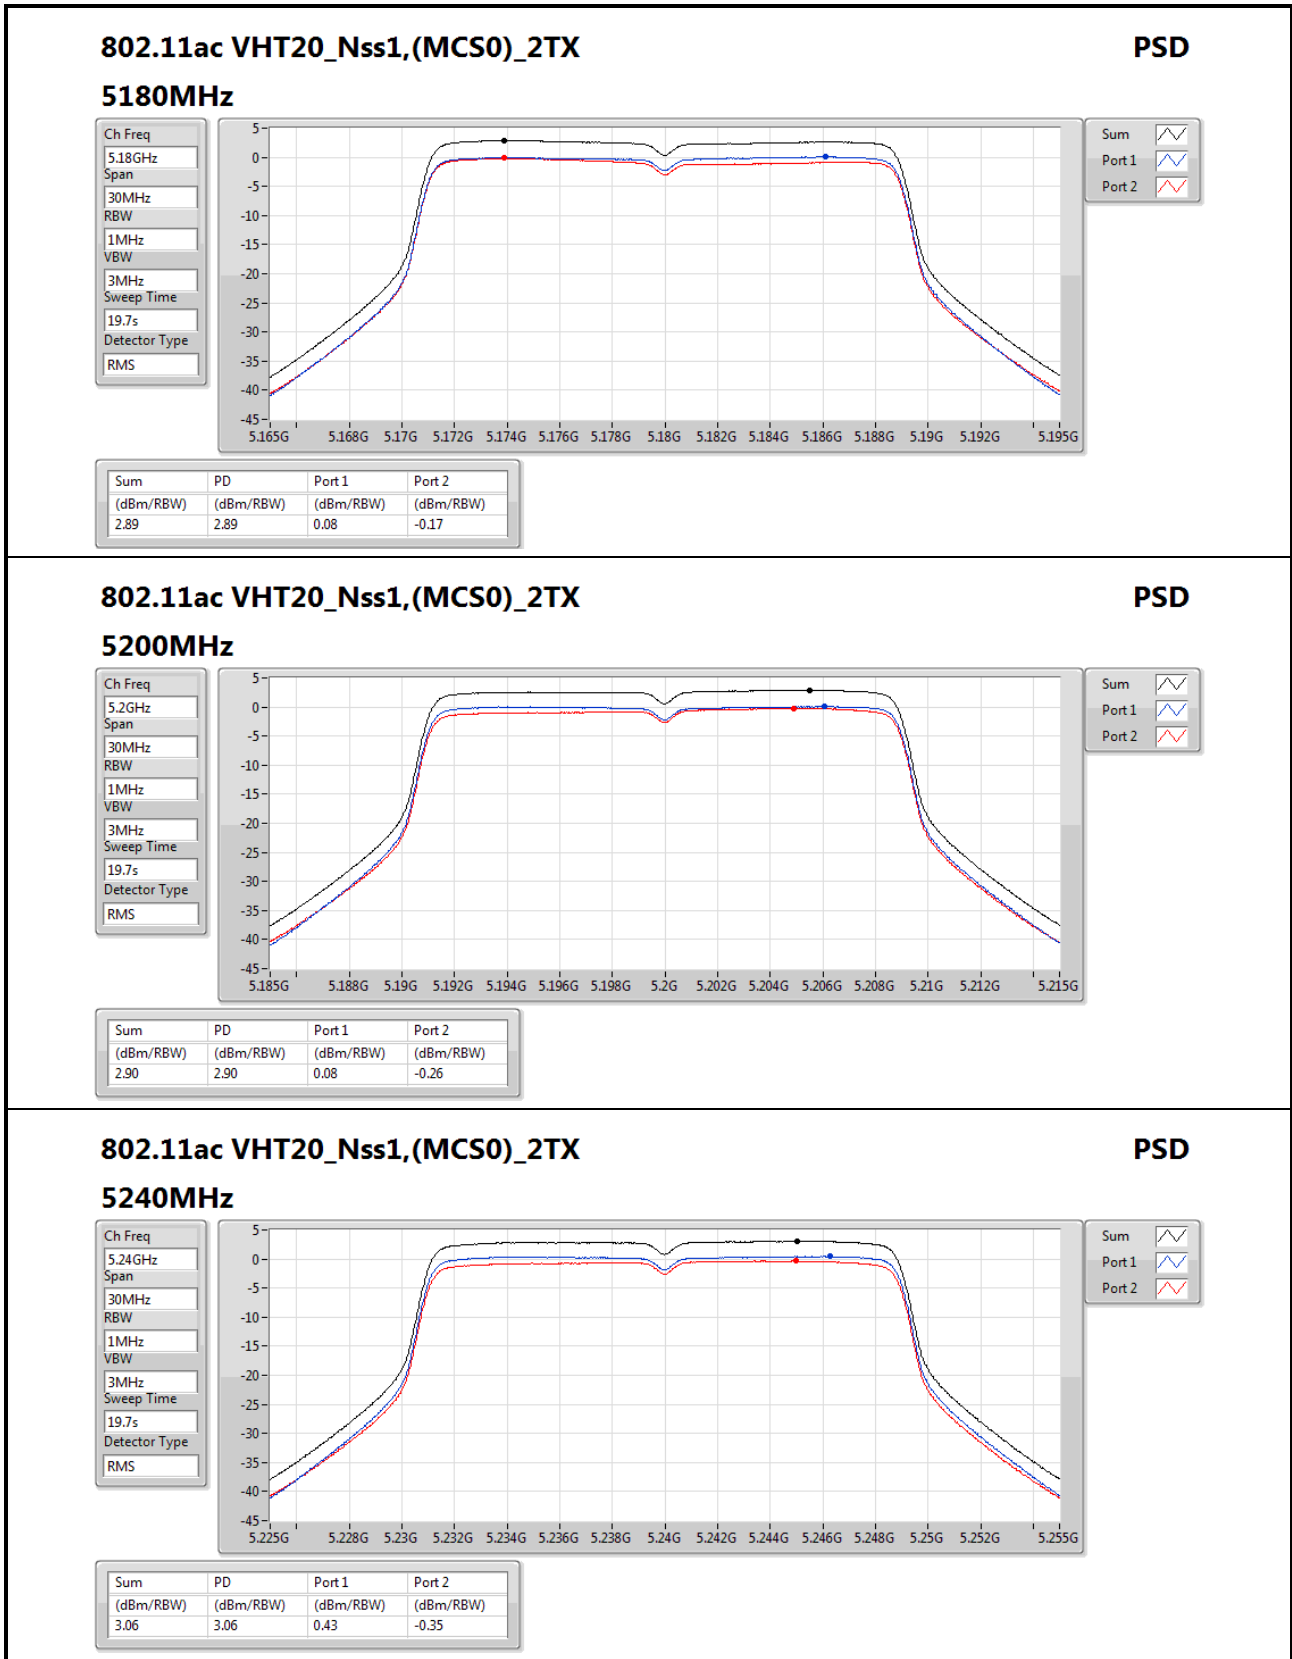 802.11ac VHT20_Nss1,(MCS0)_2TX PSD
5180MHz
Ch Freq
5.18GHz
Span
30MHz
RBW
1MHz
VBW
3MHz
Sweep Time
19.7s
Detector Type
RMS
5
0
-5
-10
-15
-20
-25
-30
-35
-40
-45
5.165G 5.168G 5.17G 5.172G 5.174G 5.176G 5.178G 5.18G 5.182G 5.184G 5.186G 5.188G 5.19G 5.192G 5.195G
Sum
Port 1
Port 2
Sum PD Port 1 Port 2
(dBm/RBW) (dBm/RBW) (dBm/RBW) (dBm/RBW)
2.89 2.89 0.08 -0.17
802.11ac VHT20_Nss1,(MCS0)_2TX PSD
5200MHz
Ch Freq
5.2GHz
Span
30MHz
RBW
1MHz
VBW
3MHz
Sweep Time
19.7s
Detector Type
RMS
5
0
-5
-10
-15
-20
-25
-30
-35
-40
-45
5.185G 5.188G 5.19G 5.192G 5.194G 5.196G 5.198G 5.2G 5.202G 5.204G 5.206G 5.208G 5.21G 5.212G 5.215G
Sum
Port 1
Port 2
Sum PD Port 1 Port 2
(dBm/RBW) (dBm/RBW) (dBm/RBW) (dBm/RBW)
2.90 2.90 0.08 -0.26
802.11ac VHT20_Nss1,(MCS0)_2TX PSD
5240MHz
Ch Freq
5.24GHz
Span
30MHz
RBW
1MHz
VBW
3MHz
Sweep Time
19.7s
Detector Type
RMS
5
0
-5
-10
-15
-20
-25
-30
-35
-40
-45
5.225G 5.228G 5.23G 5.232G 5.234G 5.236G 5.238G 5.24G 5.242G 5.244G 5.246G 5.248G 5.25G 5.252G 5.255G
Sum
Port 1
Port 2
Sum PD Port 1 Port 2
(dBm/RBW) (dBm/RBW) (dBm/RBW) (dBm/RBW)
3.06 3.06 0.43 -0.35